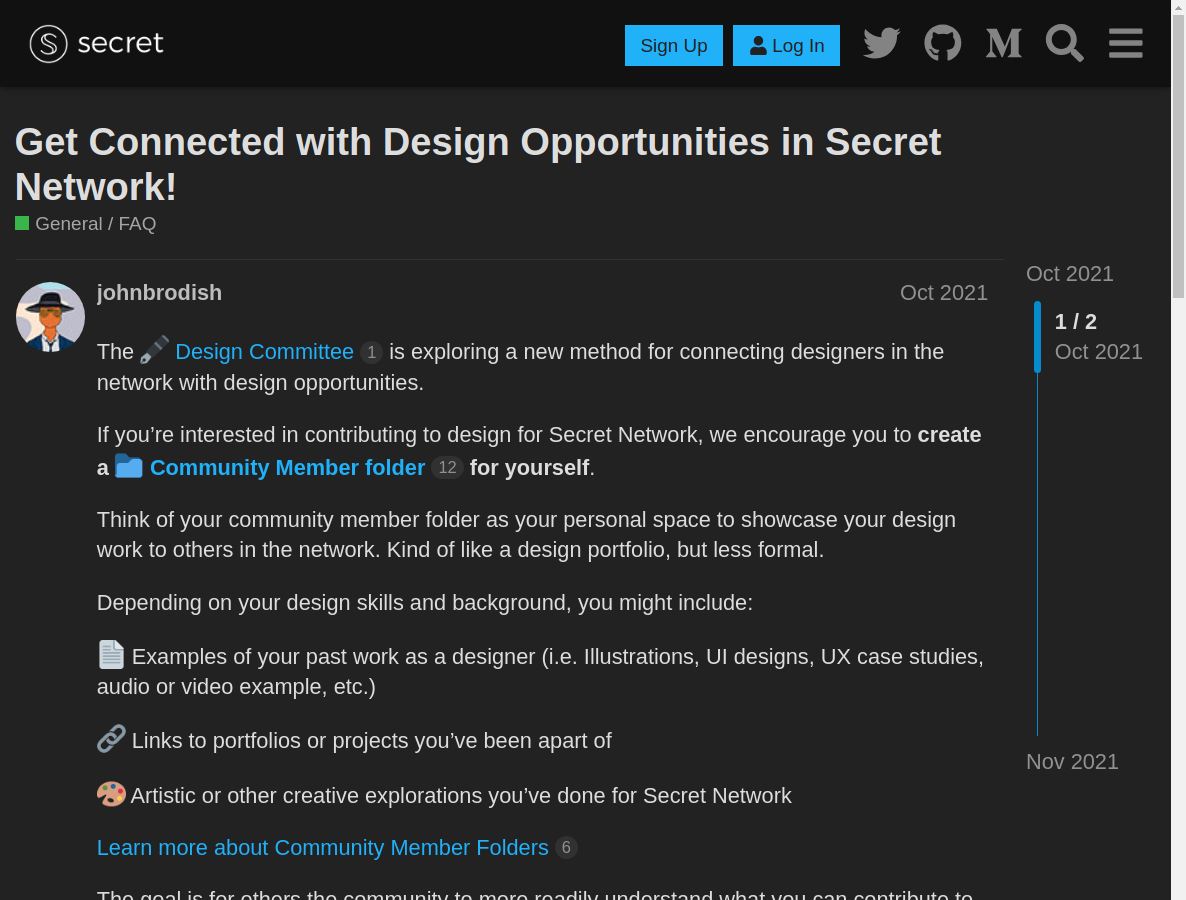 secret
Sign Up
Log In
Get Connected with Design Opportunities in Secret
Network!
General / FAQ
johnbrodish
Oct 2021
The Design Committee 1 is exploring a new method for connecting designers in the
network with design opportunities.
If you’re interested in contributing to design for Secret Network, we encourage you to create
a Community Member folder 12 for yourself.
Think of your community member folder as your personal space to showcase your design
work to others in the network. Kind of like a design portfolio, but less formal.
Depending on your design skills and background, you might include:
Examples of your past work as a designer (i.e. Illustrations, UI designs, UX case studies,
audio or video example, etc.)
Links to portfolios or projects you’ve been apart of
Artistic or other creative explorations you’ve done for Secret Network
Learn more about Community Member Folders 6
The goal is for others the community to more readily understand what you can contribute to
Oct 2021
1 / 2
Oct 2021
Nov 2021